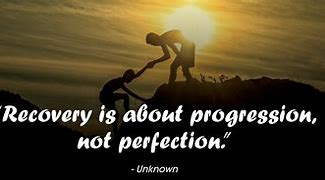 “Recovery is about progression,
not perfection.”
- Unknown